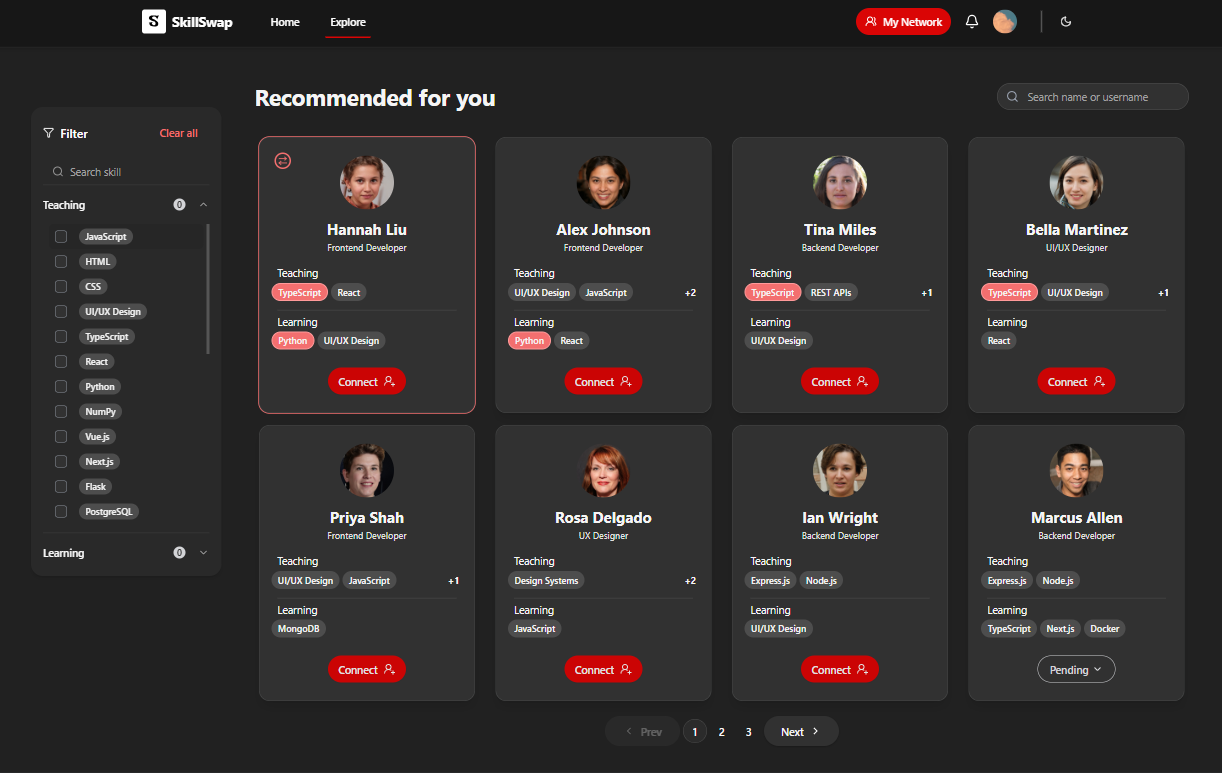 S SkillSwap Home Explore My Network
Recommended for you
Search name or username
Filter Clear all
Search skill
Teaching 0
JavaScript
HTML
CSS
UI/UX Design
TypeScript
React
Python
NumPy
Vue.js
Next.js
Flask
PostgreSQL
Learning 0
Hannah Liu
Frontend Developer
Teaching
TypeScript React
Learning
Python UI/UX Design
Connect
Alex Johnson
Frontend Developer
Teaching
UI/UX Design JavaScript +2
Learning
Python React
Connect
Tina Miles
Backend Developer
Teaching
TypeScript REST APIs +1
Learning
UI/UX Design
Connect
Bella Martinez
UI/UX Designer
Teaching
TypeScript UI/UX Design +1
Learning
React
Connect
Priya Shah
Frontend Developer
Teaching
UI/UX Design JavaScript +1
Learning
MongoDB
Connect
Rosa Delgado
UX Designer
Teaching
Design Systems +2
Learning
JavaScript
Connect
Ian Wright
Backend Developer
Teaching
Express.js Node.js
Learning
UI/UX Design
Connect
Marcus Allen
Backend Developer
Teaching
Express.js Node.js
Learning
TypeScript Next.js Docker
Pending
Prev 1 2 3 Next